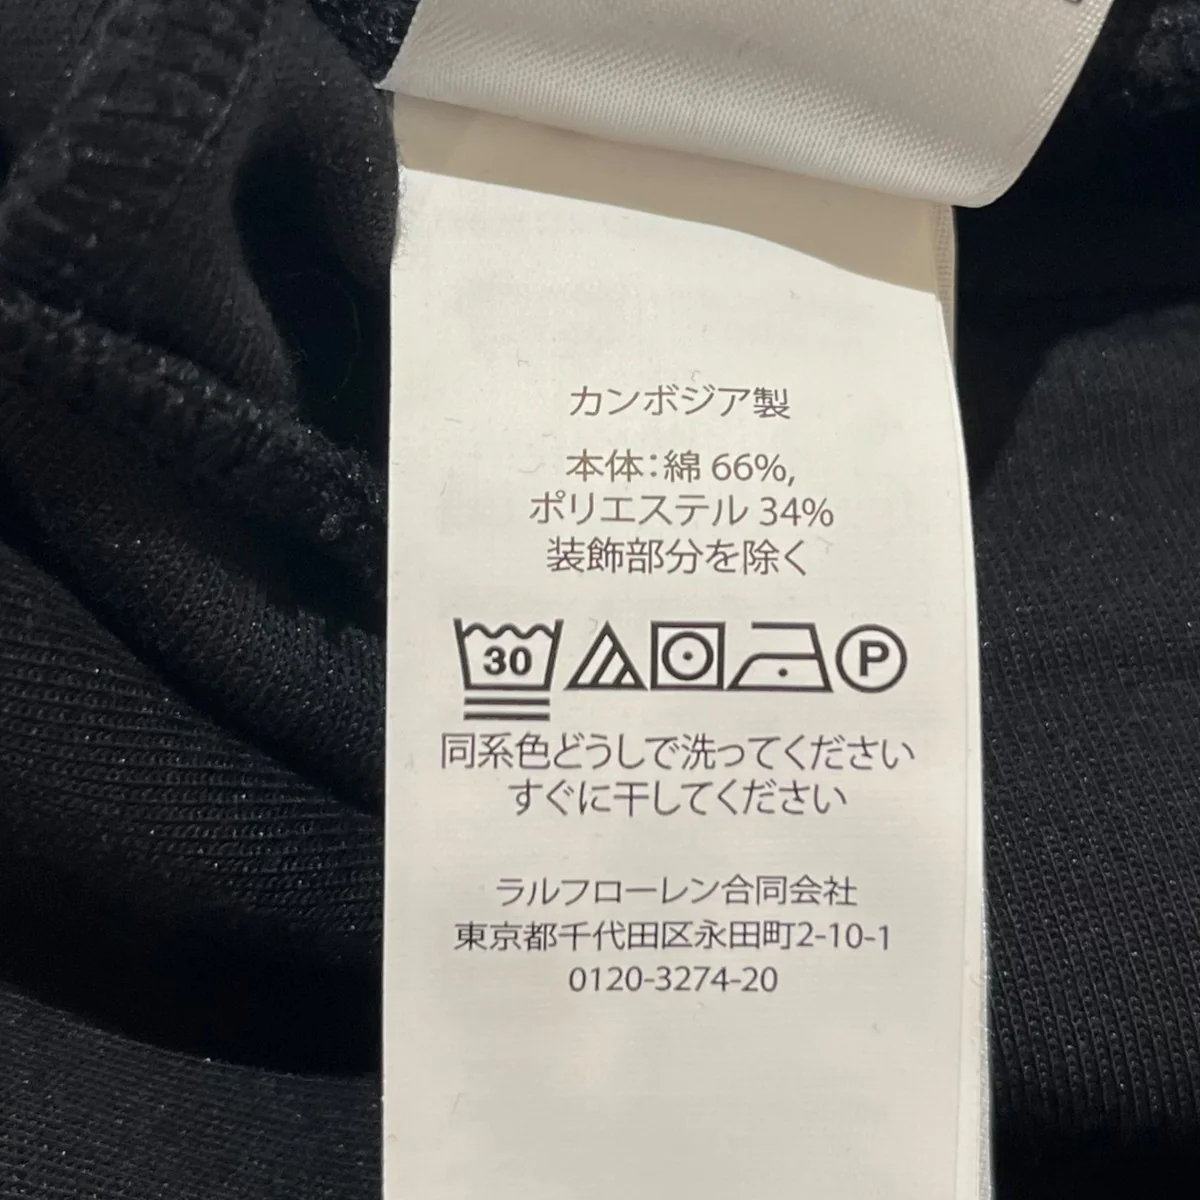 カンボジア製
本体：綿 66%,
ポリエステル 34%
装飾部分を除く
30 P
同系色どうしで洗ってください
すぐに干してください
ラルフローレン合同会社
東京都千代田区永田町2-10-1
0120-3274-20